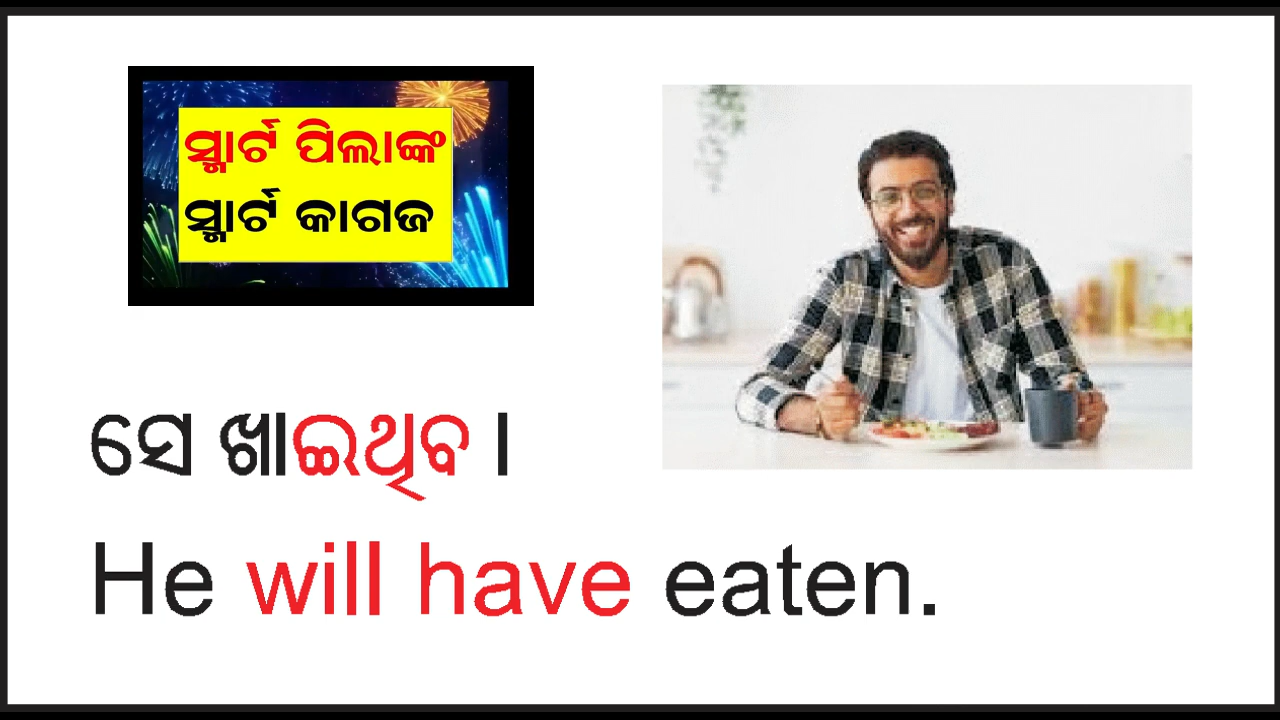 ସ୍ମାର୍ଟ ପିଲାଙ୍କ
ସ୍ମାର୍ଟ କାଗଜ
ସେ ଖାଇଥିବ ।
He will have eaten.